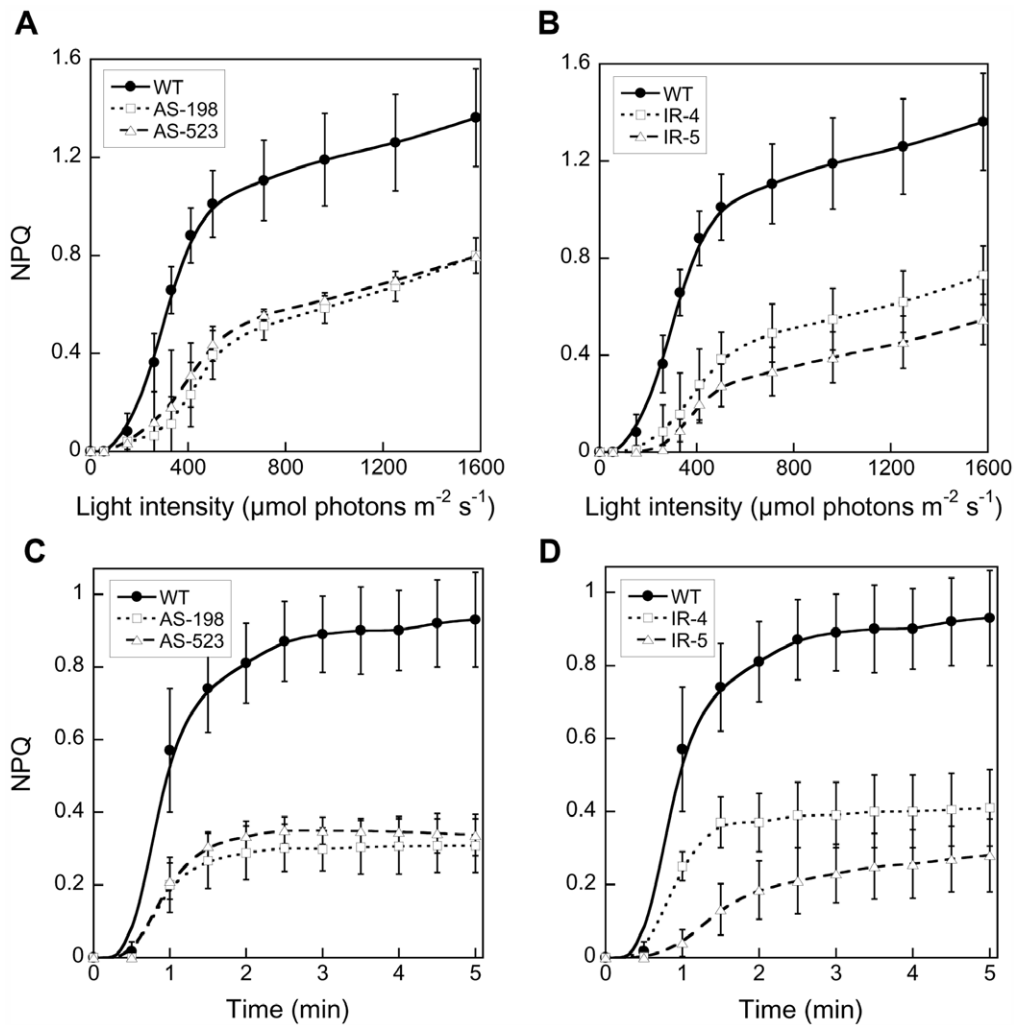 A
B
1.6
1.2
0.8
0.4
0
NPQ
WT
AS-198
AS-523
0
400
800
1200
1600
Light intensity (µmol photons m⁻² s⁻¹)
1.6
1.2
0.8
0.4
0
WT
IR-4
IR-5
0
400
800
1200
1600
Light intensity (µmol photons m⁻² s⁻¹)
C
D
1
0.8
0.6
0.4
0.2
0
NPQ
WT
AS-198
AS-523
0
1
2
3
4
5
Time (min)
1
0.8
0.6
0.4
0.2
0
WT
IR-4
IR-5
0
1
2
3
4
5
Time (min)